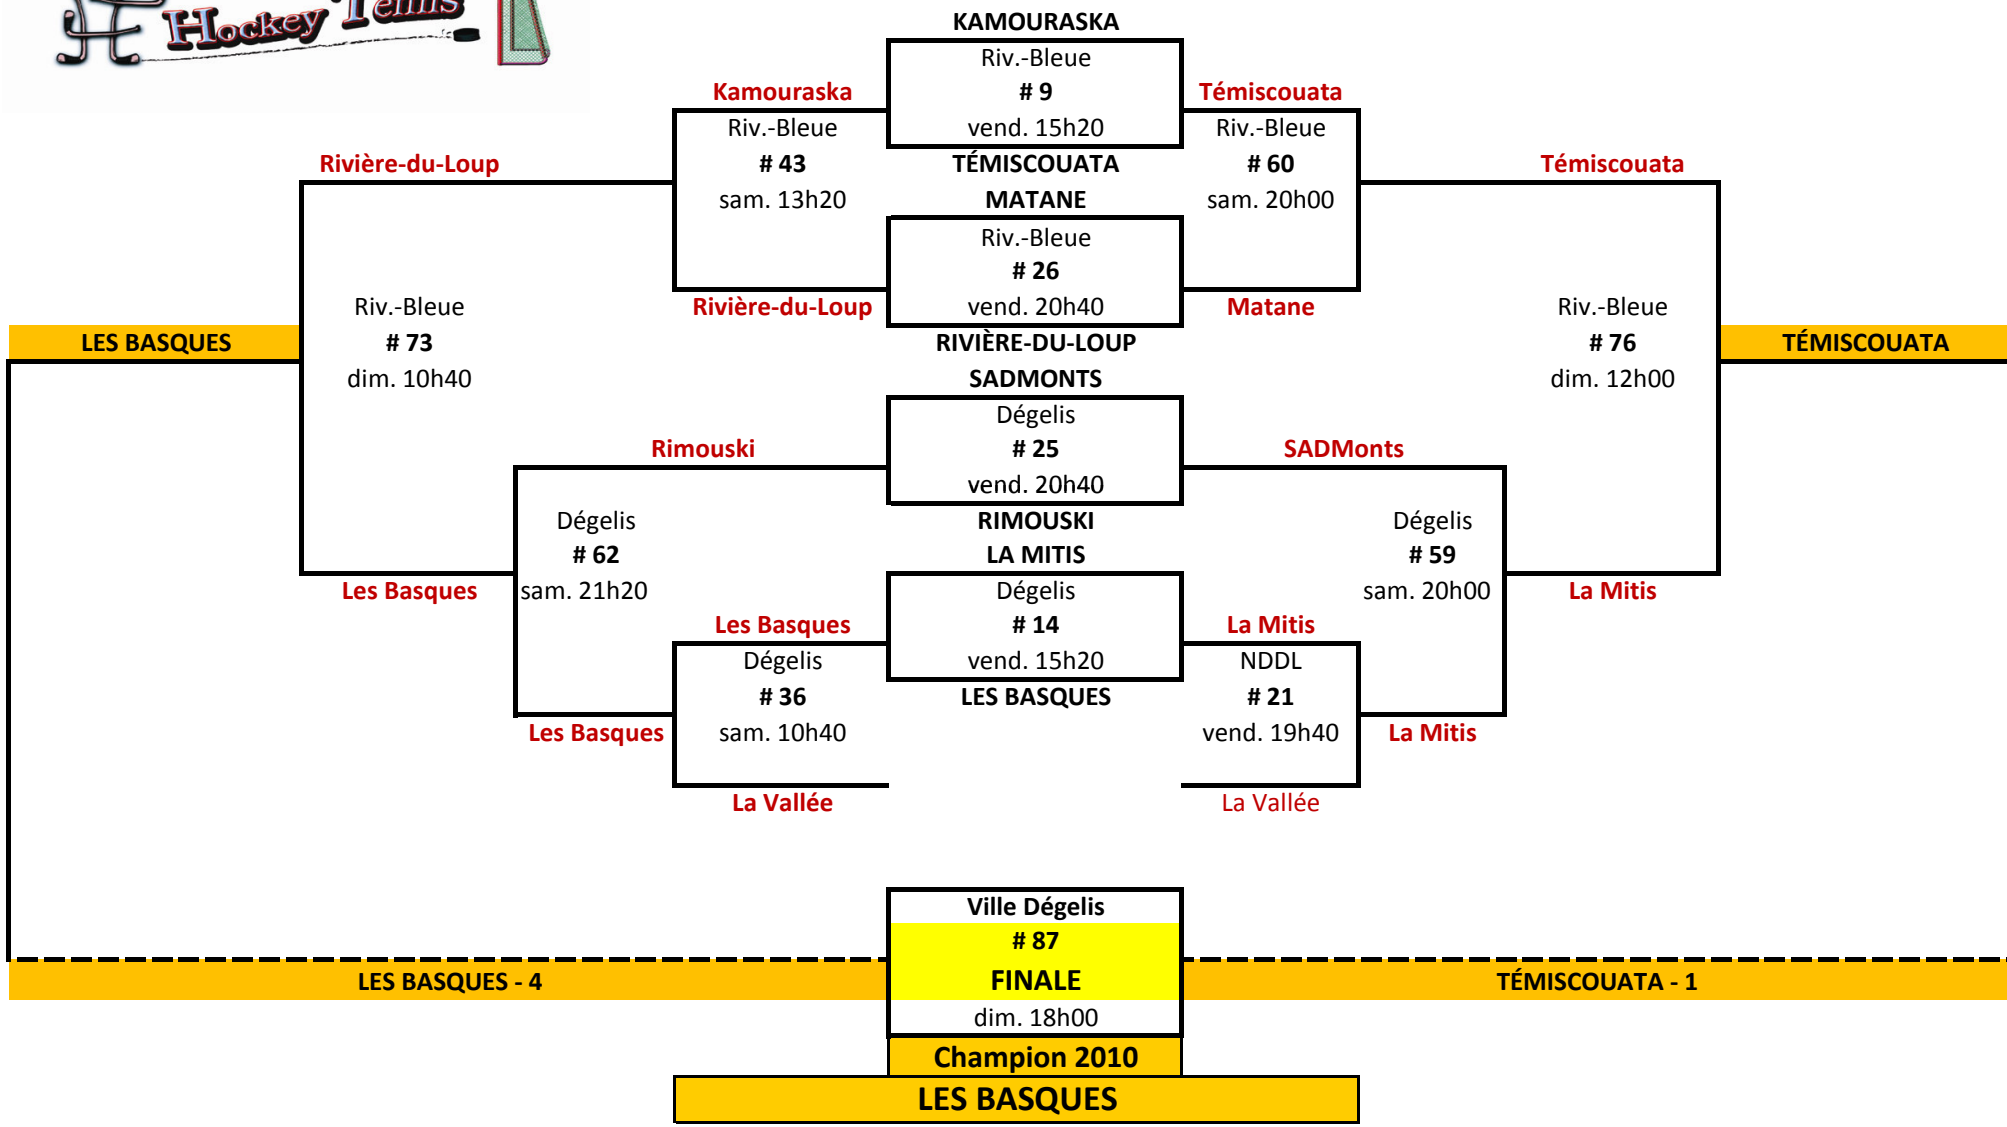 Hockey Tennis
KAMOURASKA
Riv.-Bleue
Kamouraska
# 9
Témiscouata
Riv.-Bleue
vend. 15h20
Riv.-Bleue
Rivière-du-Loup
# 43
TÉMISCOUATA
# 60
Témiscouata
sam. 13h20
MATANE
sam. 20h00
Riv.-Bleue
# 26
Riv.-Bleue
Rivière-du-Loup
vend. 20h40
Matane
Riv.-Bleue
LES BASQUES
# 73
RIVIÈRE-DU-LOUP
# 76
TÉMISCOUATA
dim. 10h40
SADMONTS
dim. 12h00
Dégelis
Rimouski
# 25
SADMonts
vend. 20h40
Dégelis
RIMOUSKI
Dégelis
# 62
LA MITIS
# 59
Les Basques
sam. 21h20
Dégelis
sam. 20h00
La Mitis
Les Basques
# 14
La Mitis
Dégelis
vend. 15h20
NDDL
# 36
LES BASQUES
# 21
Les Basques
sam. 10h40
vend. 19h40
La Mitis
La Vallée
La Vallée
Ville Dégelis
# 87
LES BASQUES - 4
FINALE
TÉMISCOUATA - 1
dim. 18h00
Champion 2010
LES BASQUES